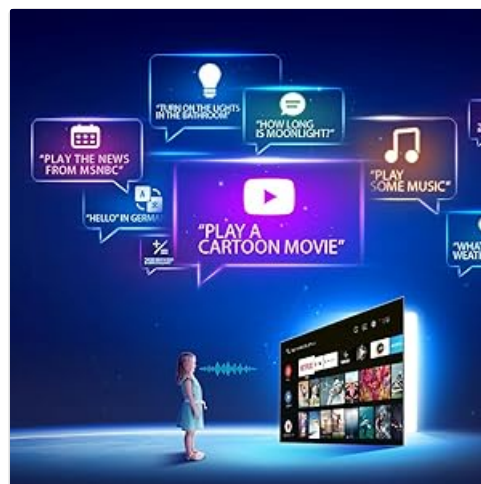 "TURN ON THE LIGHTS
IN THE BATHROOM"
"HOW LONG
IS MOONLIGHT?"
"PLAY THE NEWS
FROM MSNBC"
"PLAY
SOME MUSIC"
"HELLO" IN GERMA
"PLAY A
CARTOON MOVIE"
"WHAT
WEAT